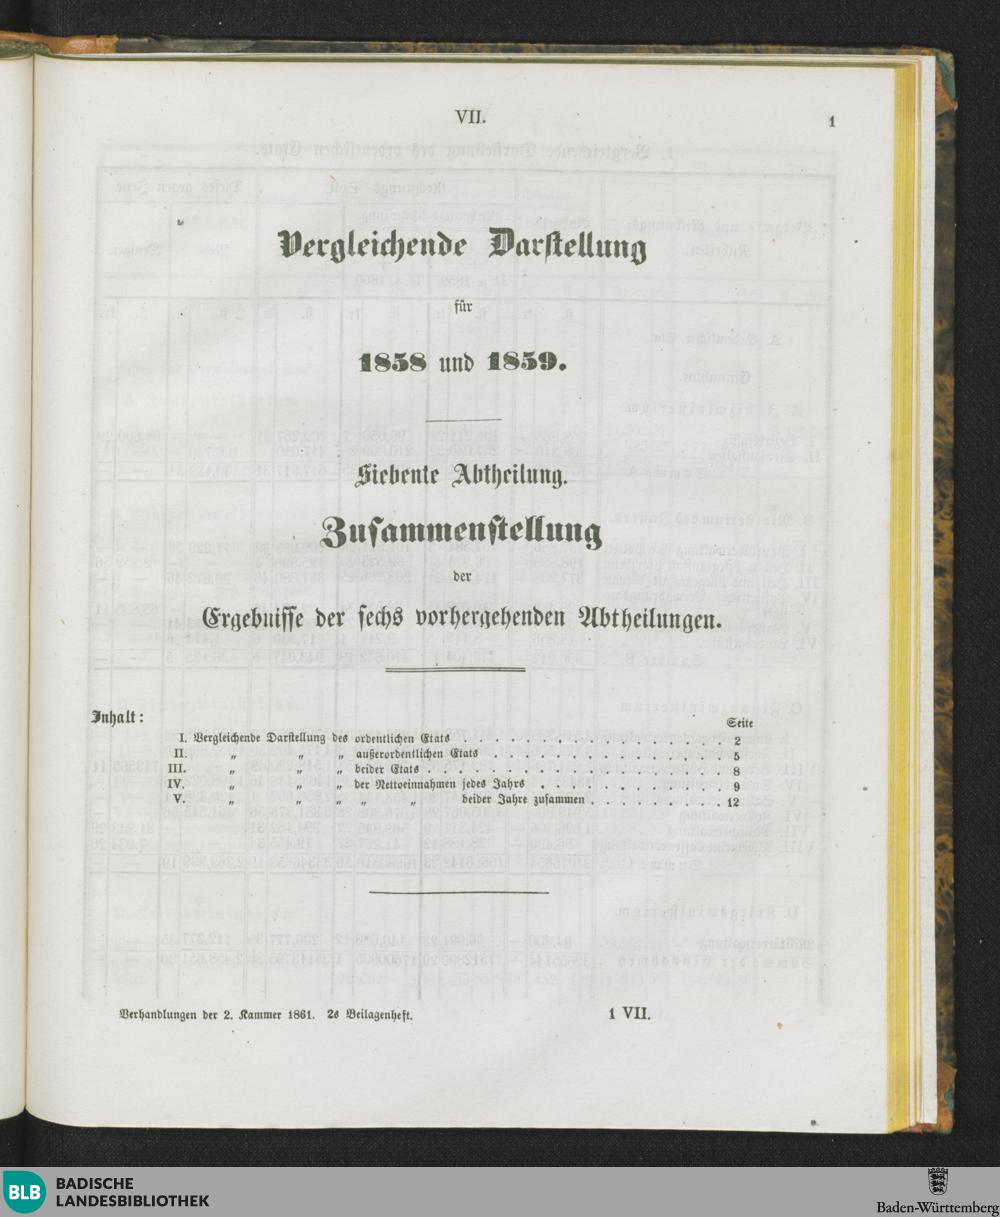 VII.
1
Vergleichende Darstellung
für
1858 und 1859.
Siebente Abtheilung.
Zusammenstellung
der
Ergebnisse der sechs vorhergehenden Abtheilungen.
Inhalt:
Seite
I. Vergleichende Darstellung des ordentlichen Etats . . . . . . . . . . . . . . . . . 2
II. „ „ „ außerordentlichen Etats . . . . . . . . . . . . . . . 5
III. „ „ „ beider Etats . . . . . . . . . . . . . . . . . . . 8
IV. „ „ „ der Nettoeinnahmen jedes Jahrs . . . . . . . . . . . 9
V. „ „ „ „ „ beider Jahre zusammen . . . . . . . . 12
Verhandlungen der 2. Kammer 1861. 2s Beilagenheft.
1 VII.
BLB BADISCHE
LANDESBIBLIOTHEK
Baden-Württemberg